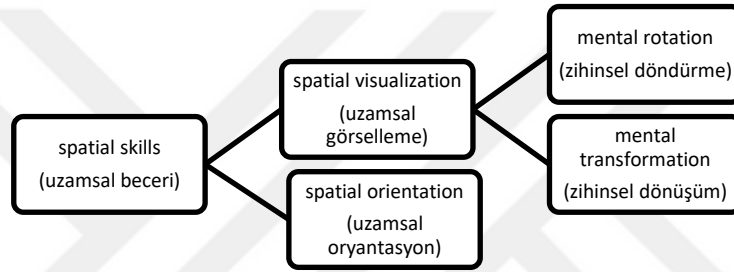 spatial skills
(uzamsal beceri)
spatial visualization
(uzamsal
görselleme)
spatial orientation
(uzamsal
oryantasyon)
mental rotation
(zihinsel döndürme)
mental
transformation
(zihinsel dönüşüm)